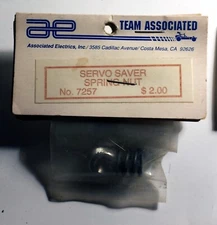 ae TEAM ASSOCIATED
Associated Electrics, Inc./ 3585 Cadillac Avenue/ Costa Mesa, CA 92626
SERVO SAVER
SPRING NUT
No. 7257 $ 2.00